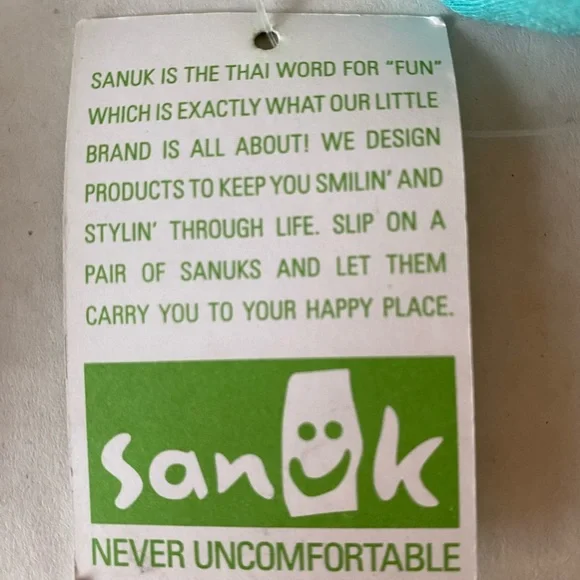 SANUK IS THE THAI WORD FOR "FUN"
WHICH IS EXACTLY WHAT OUR LITTLE
BRAND IS ALL ABOUT! WE DESIGN
PRODUCTS TO KEEP YOU SMILIN' AND
STYLIN' THROUGH LIFE. SLIP ON A
PAIR OF SANUKS AND LET THEM
CARRY YOU TO YOUR HAPPY PLACE.
sanuk
NEVER UNCOMFORTABLE